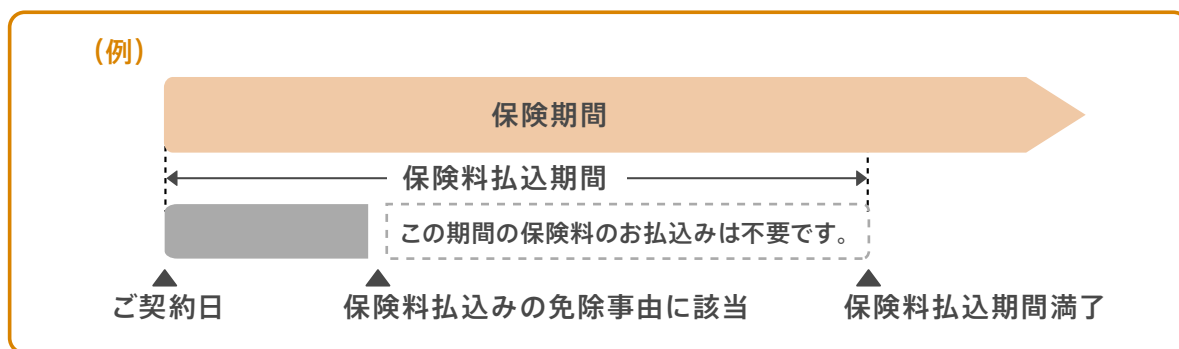 (例)
保険期間
保険料払込期間
この期間の保険料のお払込みは不要です。
ご契約日
保険料払込みの免除事由に該当
保険料払込期間満了